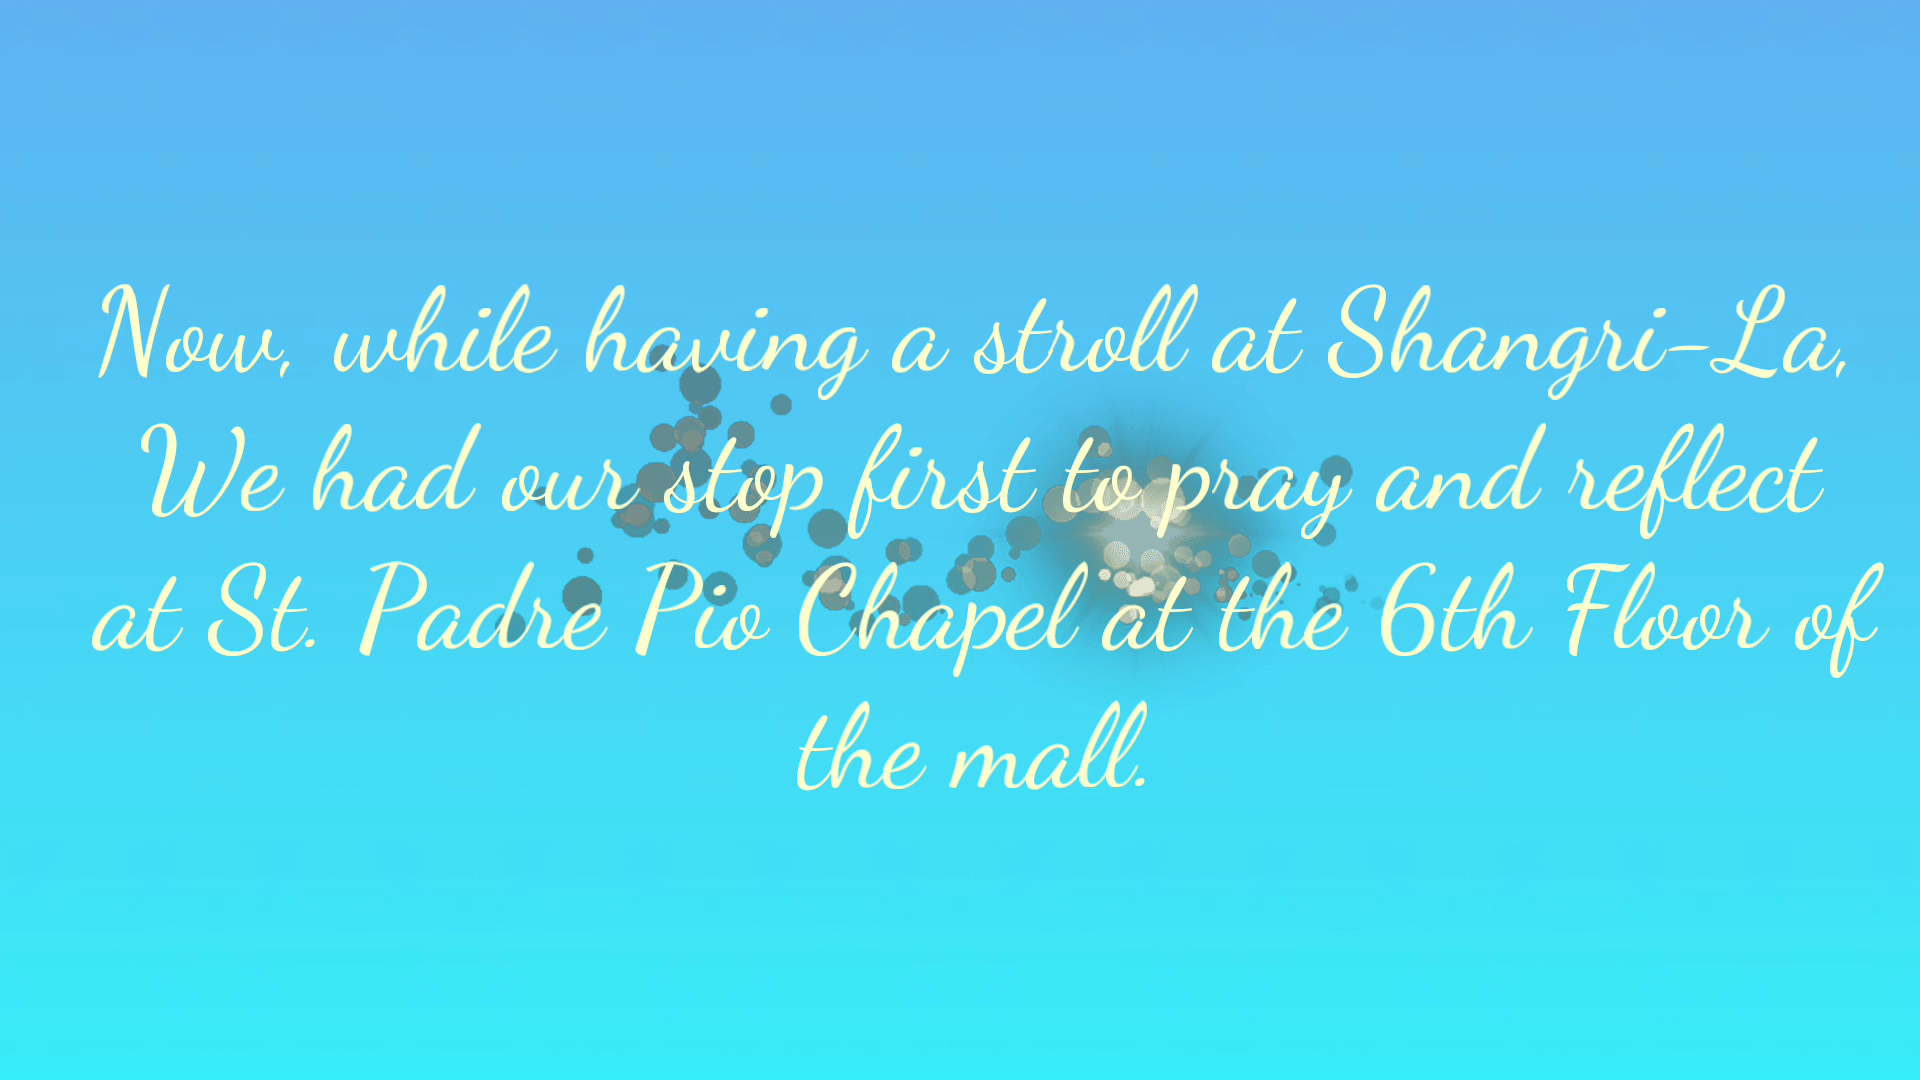 Now, while having a stroll at Shangri-La,
We had our stop first to pray and reflect
at St. Padre Pio Chapel at the 6th Floor of
the mall.